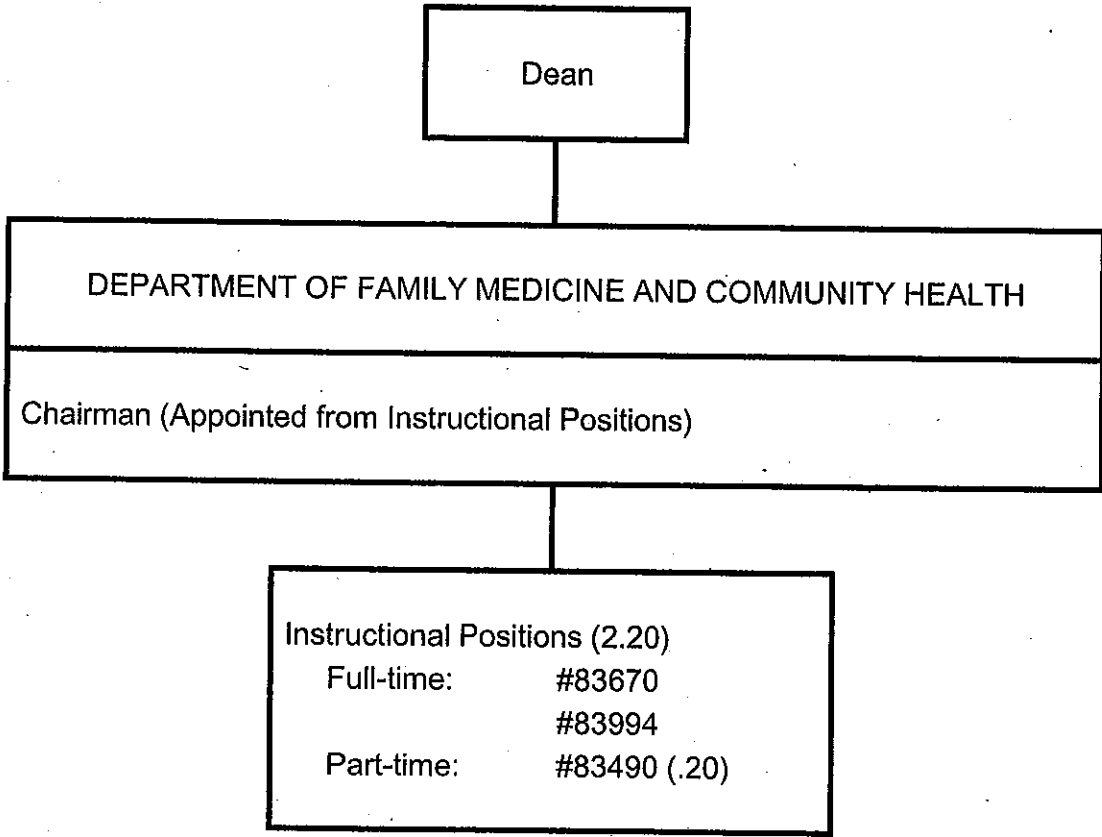 Dean
DEPARTMENT OF FAMILY MEDICINE AND COMMUNITY HEALTH
Chairman (Appointed from Instructional Positions)
Instructional Positions (2.20)
Full-time: #83670
#83994
Part-time: #83490 (.20)